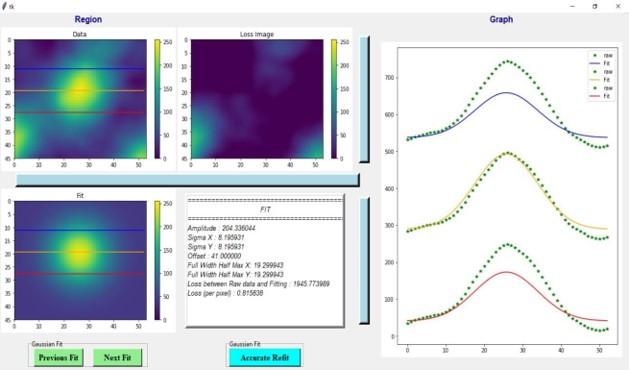 tk
Region
Graph
Data
Loss Image
0
5
10
15
20
25
30
35
40
45
0 10 20 30 40 50
250
200
150
100
50
0
0
5
10
15
20
25
30
35
40
45
0 10 20 30 40 50
250
200
150
100
50
0
Fit
0
5
10
15
20
25
30
35
40
45
0 10 20 30 40 50
250
200
150
100
50
0
FIT
Amplitude : 204.336044
Sigma X : 8.195931
Sigma Y : 8.195931
Offset : 41.000000
Full Width Half Max X: 19.299943
Full Width Half Max Y: 19.299943
Loss between Raw data and Fitting : 1945.773989
Loss (per pixel) : 0.815838
Gaussian Fit
Previous Fit
Next Fit
Gaussian Fit
Accurate Refit
raw
Fit
raw
Fit
raw
Fit
700
600
500
400
300
200
100
0
0 10 20 30 40 50